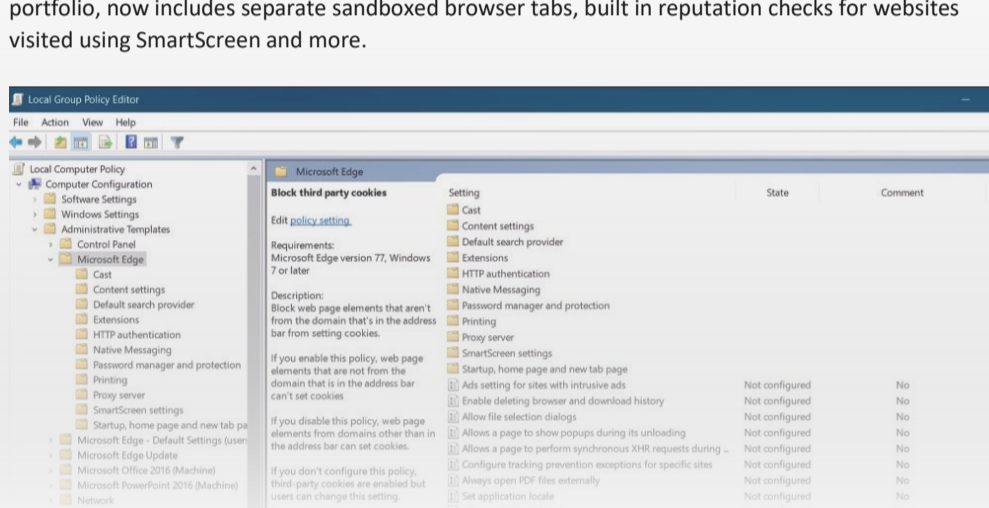 portfolio, now includes separate sandboxed browser tabs, built in reputation checks for websites
visited using SmartScreen and more.
Local Group Policy Editor
File Action View Help
Local Computer Policy
Computer Configuration
Software Settings
Windows Settings
Administrative Templates
Control Panel
Microsoft Edge
Cast
Content settings
Default search provider
Extensions
HTTP authentication
Native Messaging
Password manager and protection
Printing
Proxy server
SmartScreen settings
Startup, home page and new tab pa
Microsoft Edge - Default Settings (user
Microsoft Edge Update
Microsoft Office 2016 (Machine)
Microsoft PowerPoint 2016 (Machine)
Network
Microsoft Edge
Block third party cookies
Edit policy setting.
Requirements:
Microsoft Edge version 77, Windows
7 or later
Description:
Block web page elements that aren't
from the domain that's in the address
bar from setting cookies.
If you enable this policy, web page
elements that are not from the
domain that is in the address bar
can't set cookies
If you disable this policy, web page
elements from domains other than in
the address bar can set cookies.
If you don't configure this policy,
third-party cookies are enabled but
users can change this setting.
Setting State Comment
Cast
Content settings
Default search provider
Extensions
HTTP authentication
Native Messaging
Password manager and protection
Printing
Proxy server
SmartScreen settings
Startup, home page and new tab page
Ads setting for sites with intrusive ads Not configured No
Enable deleting browser and download history Not configured No
Allow file selection dialogs Not configured No
Allows a page to show popups during its unloading Not configured No
Allows a page to perform synchronous XHR requests during ... Not configured No
Configure tracking prevention exceptions for specific sites Not configured No
Always open PDF files externally Not configured No
Set application locale Not configured No